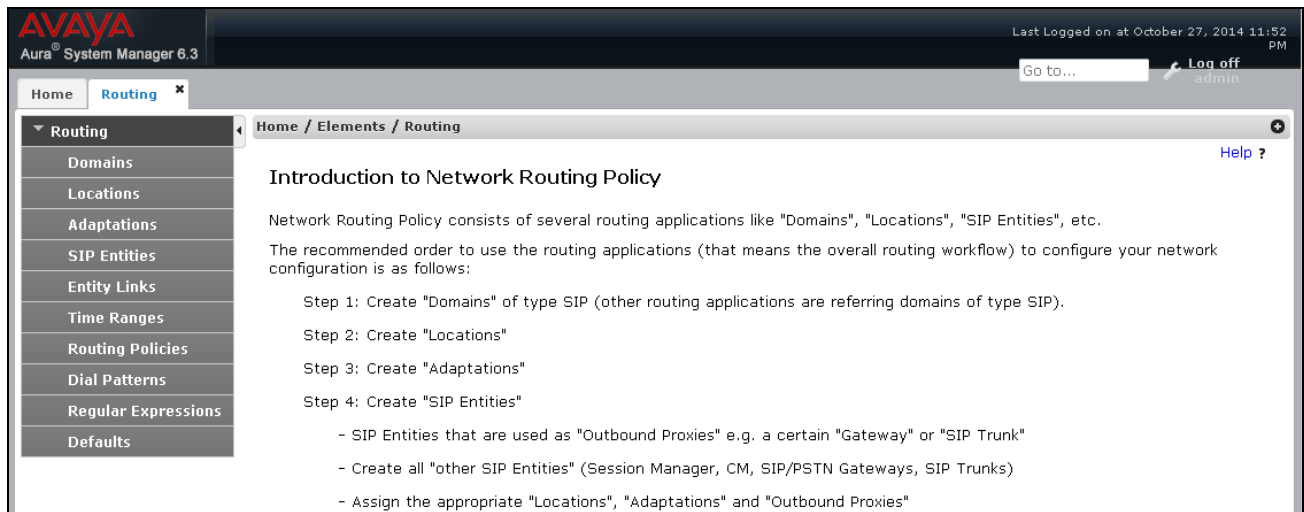 AVAYA
Aura® System Manager 6.3
Last Logged on at October 27, 2014 11:52
PM
Go to...
Log off
admin
Home
Routing ✖
Routing
Domains
Locations
Adaptations
SIP Entities
Entity Links
Time Ranges
Routing Policies
Dial Patterns
Regular Expressions
Defaults
Home / Elements / Routing
Help ?
Introduction to Network Routing Policy
Network Routing Policy consists of several routing applications like "Domains", "Locations", "SIP Entities", etc.
The recommended order to use the routing applications (that means the overall routing workflow) to configure your network
configuration is as follows:
Step 1: Create "Domains" of type SIP (other routing applications are referring domains of type SIP).
Step 2: Create "Locations"
Step 3: Create "Adaptations"
Step 4: Create "SIP Entities"
- SIP Entities that are used as "Outbound Proxies" e.g. a certain "Gateway" or "SIP Trunk"
- Create all "other SIP Entities" (Session Manager, CM, SIP/PSTN Gateways, SIP Trunks)
- Assign the appropriate "Locations", "Adaptations" and "Outbound Proxies"